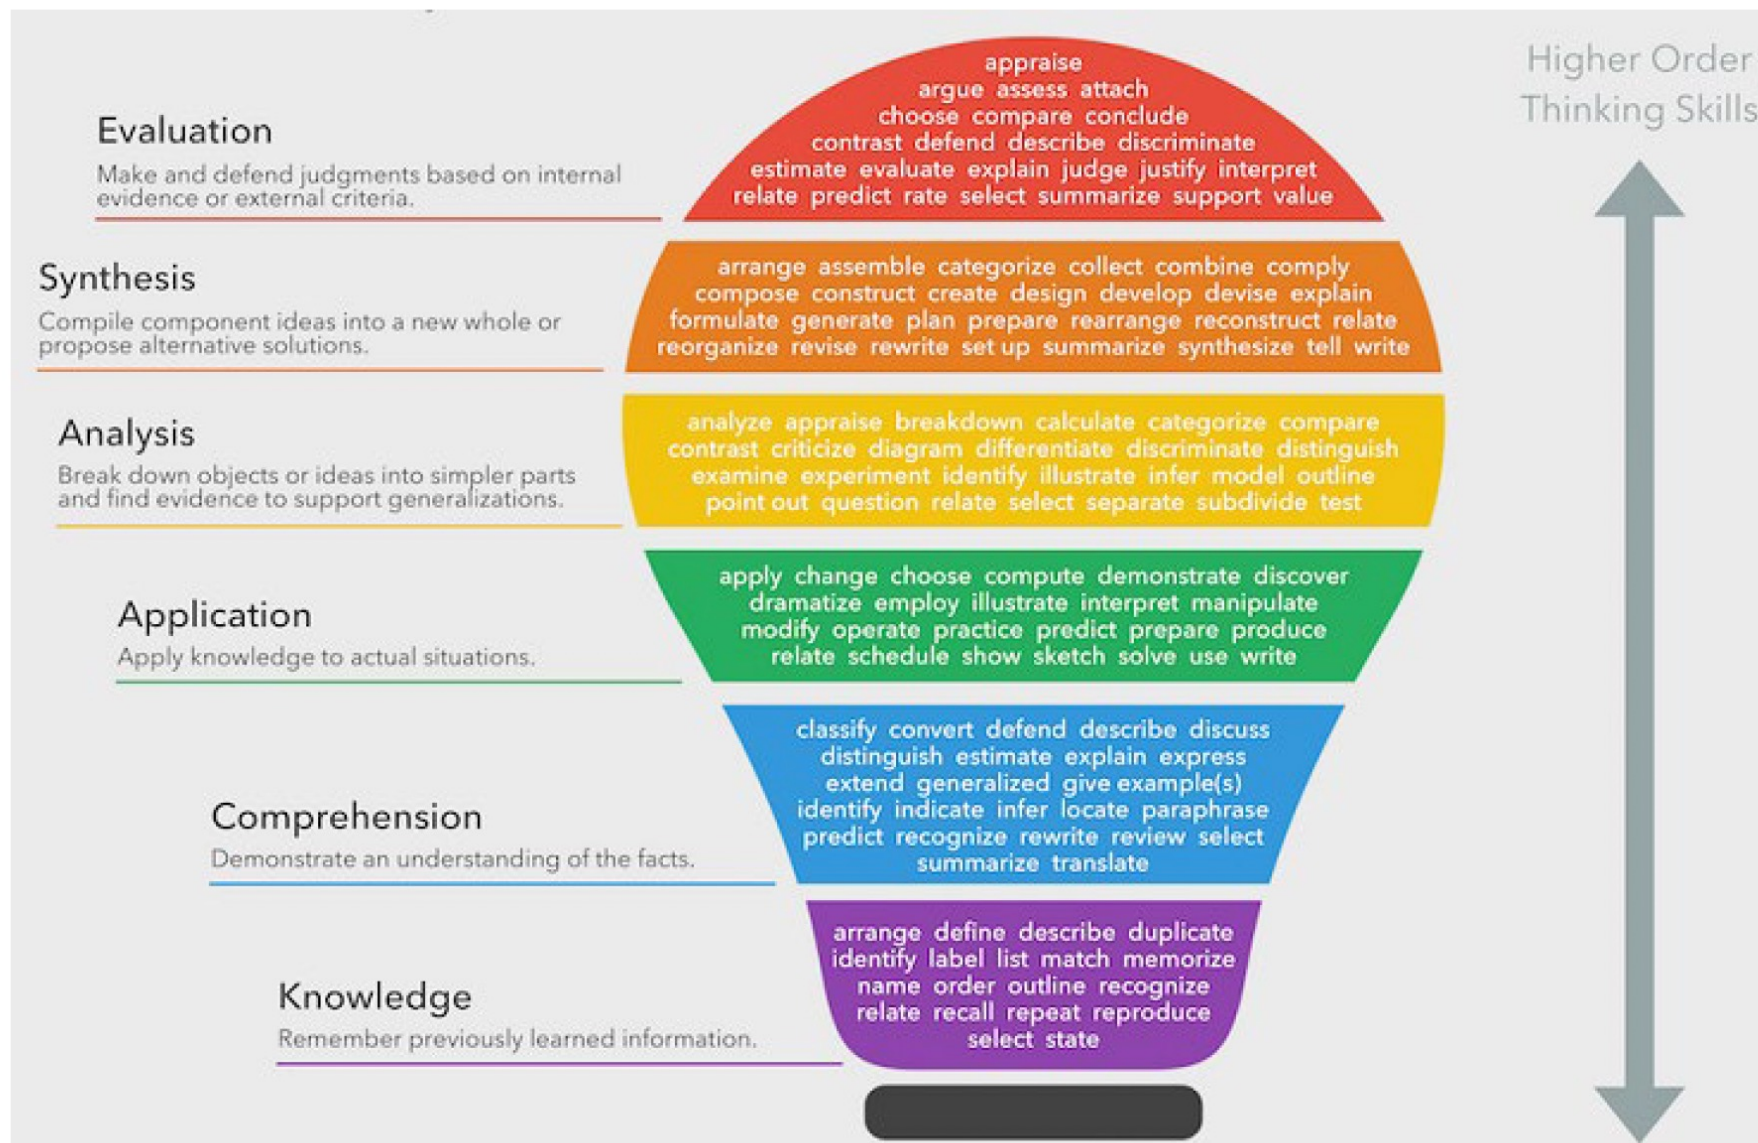 Higher Order
Thinking Skills
Evaluation
Make and defend judgments based on internal
evidence or external criteria.
appraise
argue assess attach
choose compare conclude
contrast defend describe discriminate
estimate evaluate explain judge justify interpret
relate predict rate select summarize support value
Synthesis
Compile component ideas into a new whole or
propose alternative solutions.
arrange assemble categorize collect combine comply
compose construct create design develop devise explain
formulate generate plan prepare rearrange reconstruct relate
reorganize revise rewrite set up summarize synthesize tell write
Analysis
Break down objects or ideas into simpler parts
and find evidence to support generalizations.
analyze appraise breakdown calculate categorize compare
contrast criticize diagram differentiate discriminate distinguish
examine experiment identify illustrate infer model outline
point out question relate select separate subdivide test
Application
Apply knowledge to actual situations.
apply change choose compute demonstrate discover
dramatize employ illustrate interpret manipulate
modify operate practice predict prepare produce
relate schedule show sketch solve use write
Comprehension
Demonstrate an understanding of the facts.
classify convert defend describe discuss
distinguish estimate explain express
extend generalized give example(s)
identify indicate infer locate paraphrase
predict recognize rewrite review select
summarize translate
Knowledge
Remember previously learned information.
arrange define describe duplicate
identify label list match memorize
name order outline recognize
relate recall repeat reproduce
select state